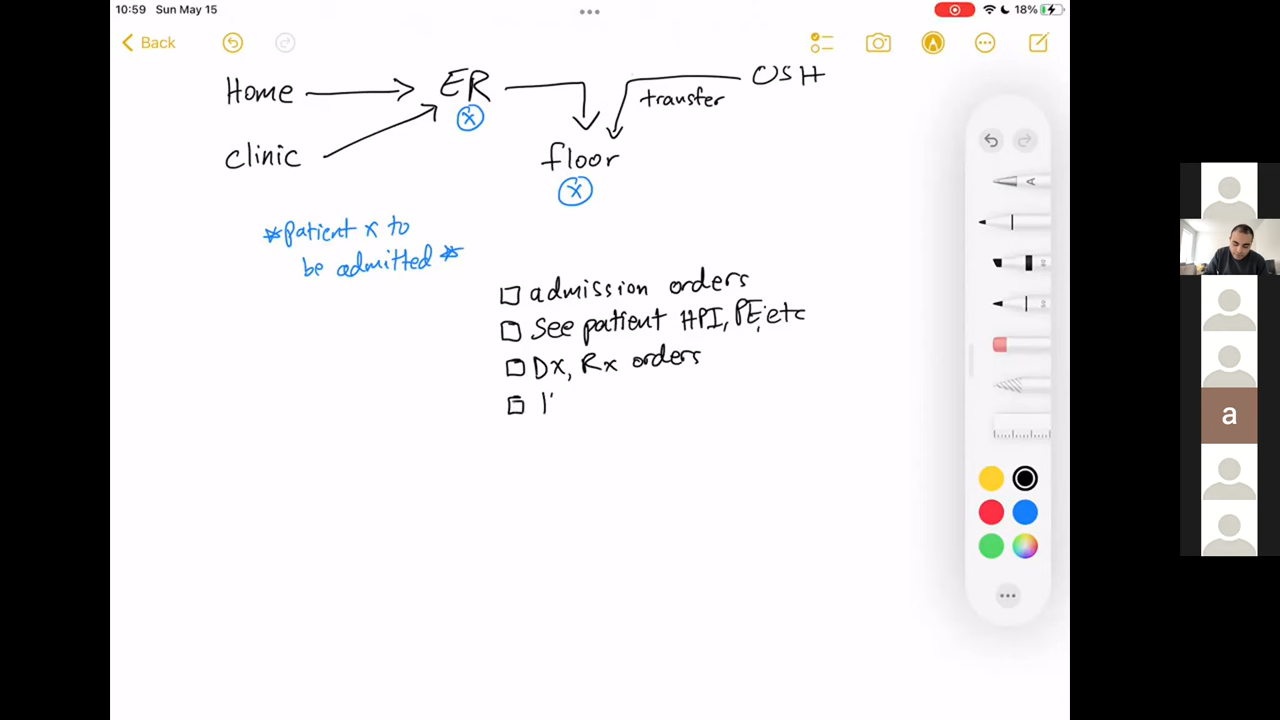 10:59 Sun May 15
18%
Back
Home
ER
x
OSH
transfer
clinic
floor
x
*patient x to
be admitted*
admission orders
See patient HPI, PE, etc
Dx, Rx orders
A
a